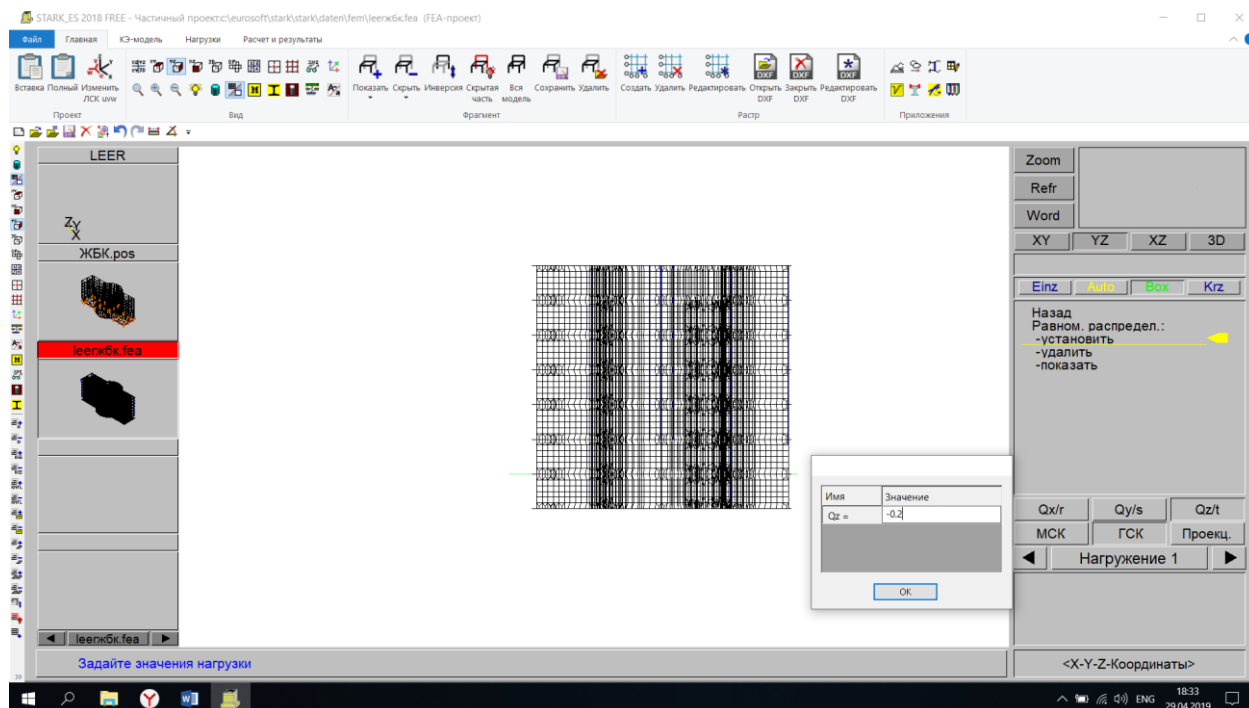 STARK_ES 2018 FREE - Частичный проект:c:\eurosoft\stark\stark\daten\fem\leerжбк.fea (FEA-проект)
Файл Главная КЭ-модель Нагрузки Расчет и результаты
Вставка Полный Изменить ЛСК uvw
Показать Скрыть Инверсия Скрытая часть Вся модель Сохранить Удалить
Создать Удалить Редактировать Открыть DXF Закрыть DXF Редактировать DXF
Проект Вид Фрагмент Растр Приложения
LEER
Z Y
X
ЖБК.pos
leerжбк.fea
leerжбк.fea
Zoom
Refr
Word
XY YZ XZ 3D
Einz Auto Box Krz
Назад
Равном. распредел.:
-установить
-удалить
-показать
Имя Значение
Qz = -0.2
OK
Qx/r Qy/s Qz/t
МСК ГСК Проекц.
Нагружение 1
Задайте значения нагрузки
<X-Y-Z-Координаты>
ENG 18:33
29.04.2019